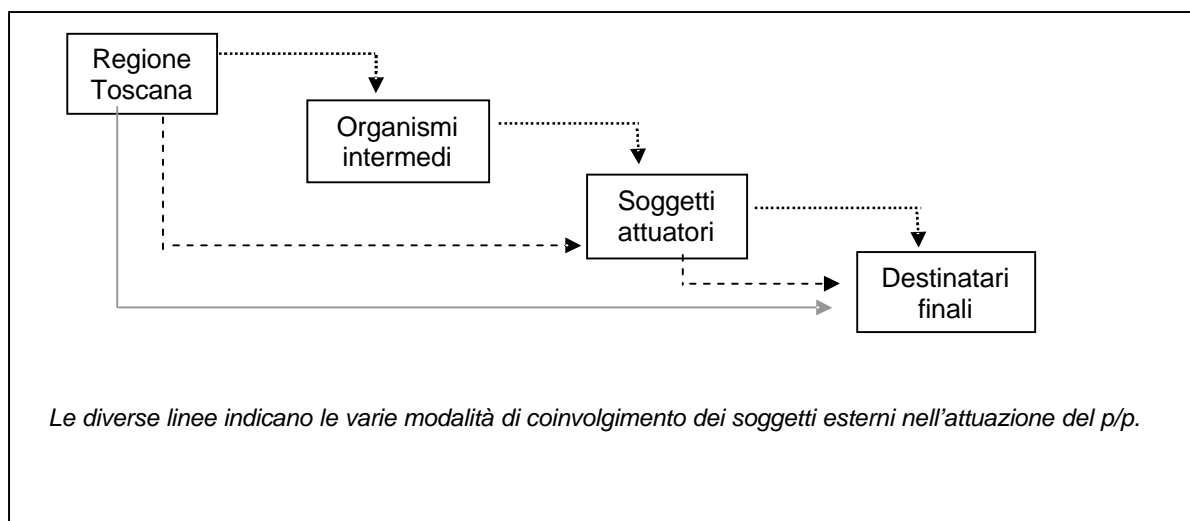 Regione
Toscana
Organismi
intermedi
Soggetti
attuatori
Destinatari
finali
Le diverse linee indicano le varie modalità di coinvolgimento dei soggetti esterni nell'attuazione del p/p.